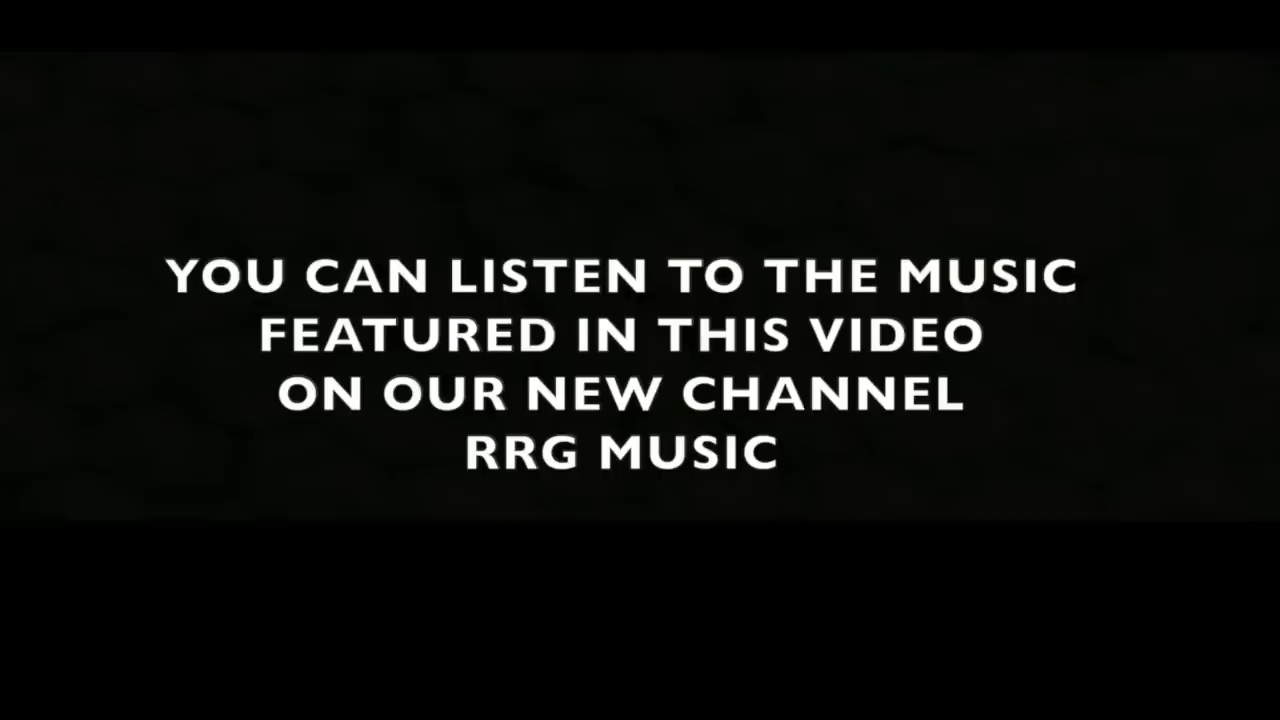 YOU CAN LISTEN TO THE MUSIC
FEATURED IN THIS VIDEO
ON OUR NEW CHANNEL
RRG MUSIC